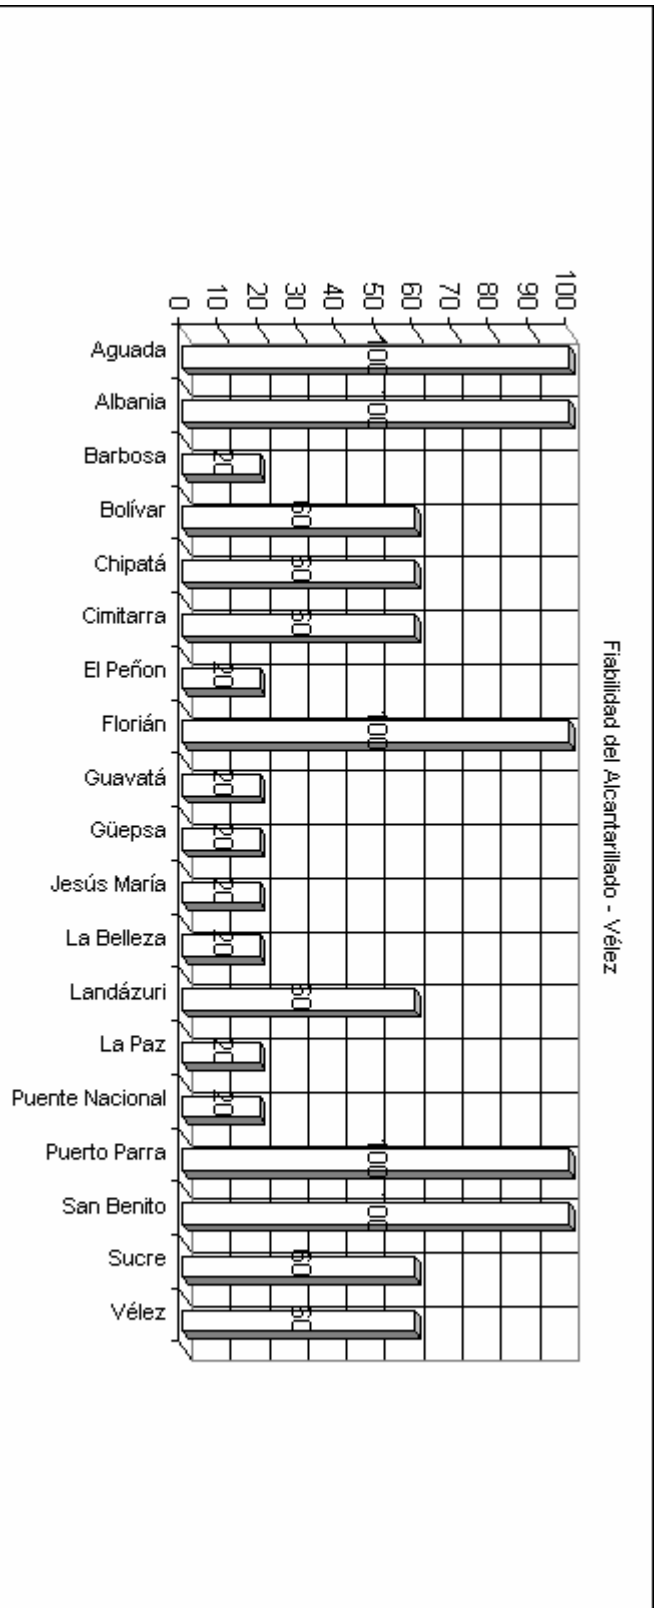 Fiabilidad del Alcantarillado - Vélez
100
90
80
70
60
50
40
30
20
10
0
Aguada
Albania
Barbosa
Bolívar
Chipatá
Cimitarra
El Peñon
Florián
Guavatá
Güepsa
Jesús María
La Belleza
Landázuri
La Paz
Puente Nacional
Puerto Parra
San Benito
Sucre
Vélez
100
100
20
60
60
60
20
100
20
20
20
20
60
20
20
100
100
60
60